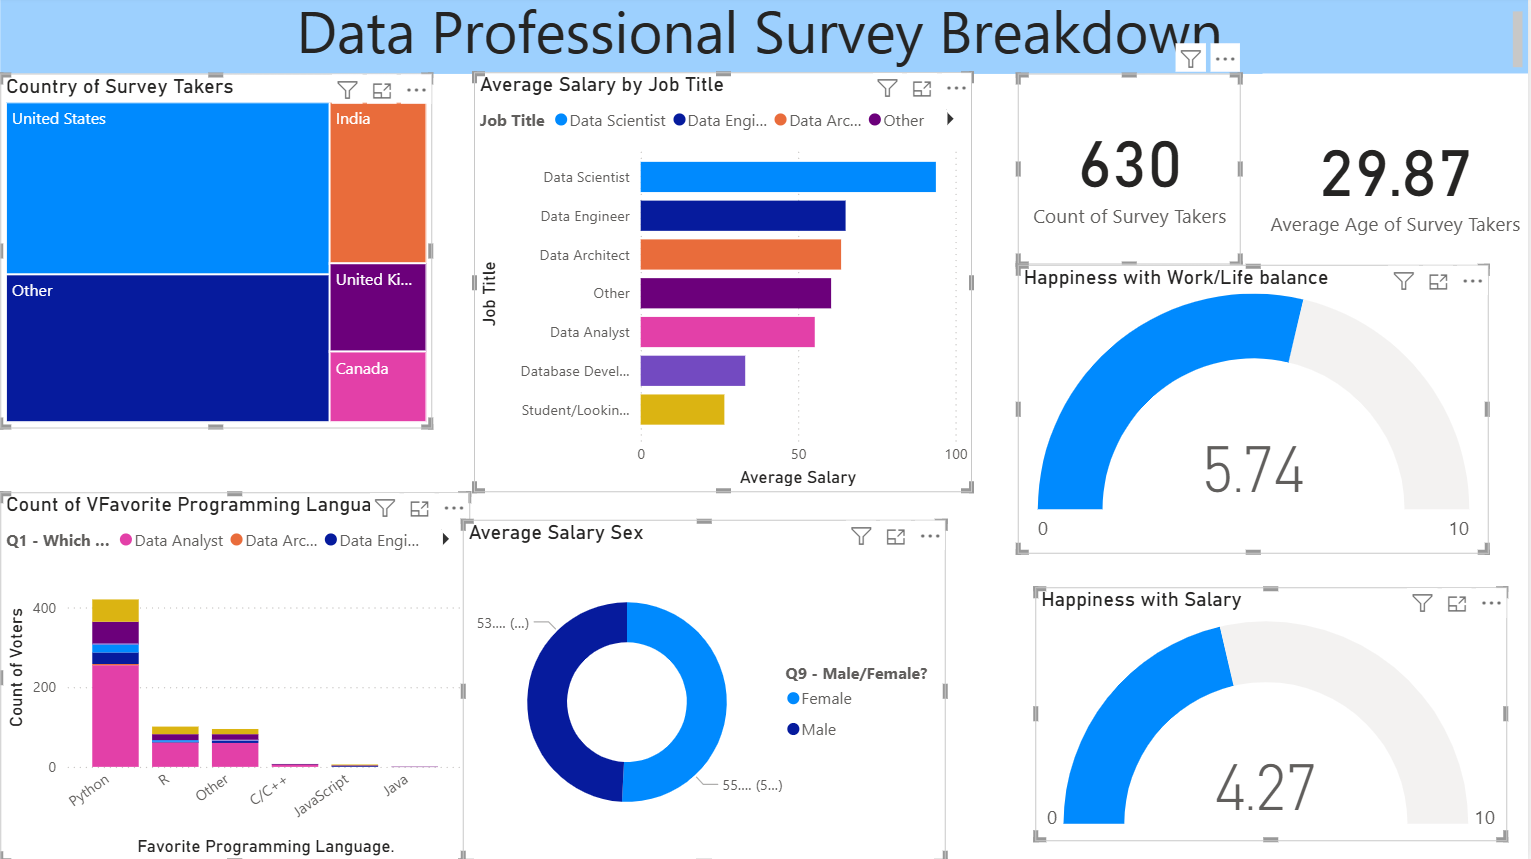 Data Professional Survey Breakdown
Country of Survey Takers
United States
India
Other
United Ki...
Canada
Average Salary by Job Title
Job Title Data Scientist Data Engi... Data Arc... Other
Job Title
Data Scientist
Data Engineer
Data Architect
Other
Data Analyst
Database Devel...
Student/Lookin...
0 50 100
Average Salary
630
Count of Survey Takers
29.87
Average Age of Survey Takers
Happiness with Work/Life balance
5.74
0 10
Count of VFavorite Programming Langua
Q1 - Which ... Data Analyst Data Arc... Data Engi...
Count of Voters
400
200
0
Python R Other C/C++ JavaScript Java
Favorite Programming Language.
Average Salary Sex
53.... (...)
55.... (5...)
Q9 - Male/Female?
Female
Male
Happiness with Salary
4.27
0 10